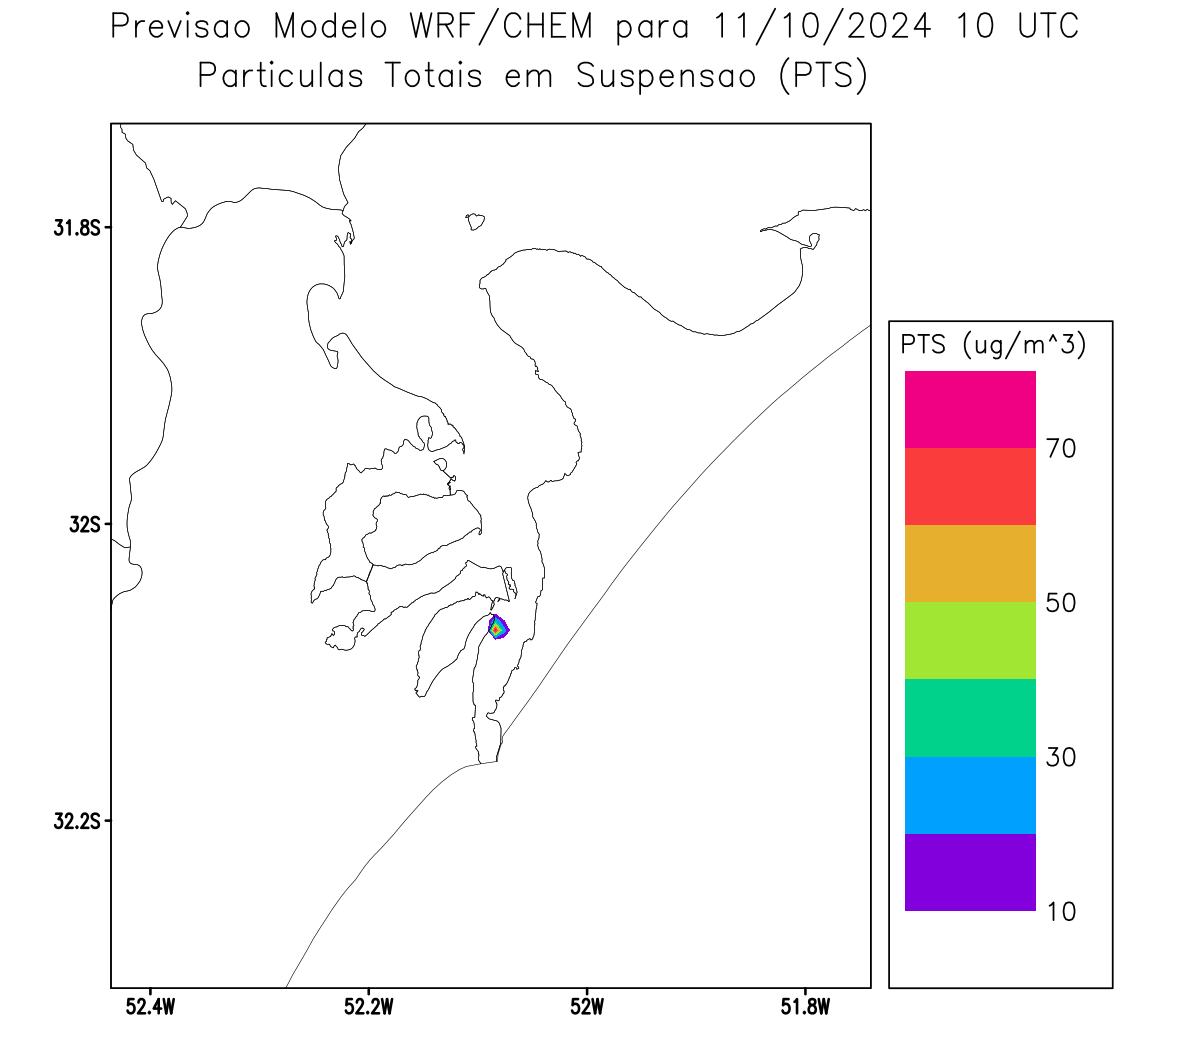 Previsao Modelo WRF/CHEM para 11/10/2024 10 UTC
Particulas Totais em Suspensao (PTS)
31.8S
32S
32.2S
52.4W
52.2W
52W
51.8W
PTS (ug/m^3)
70
50
30
10